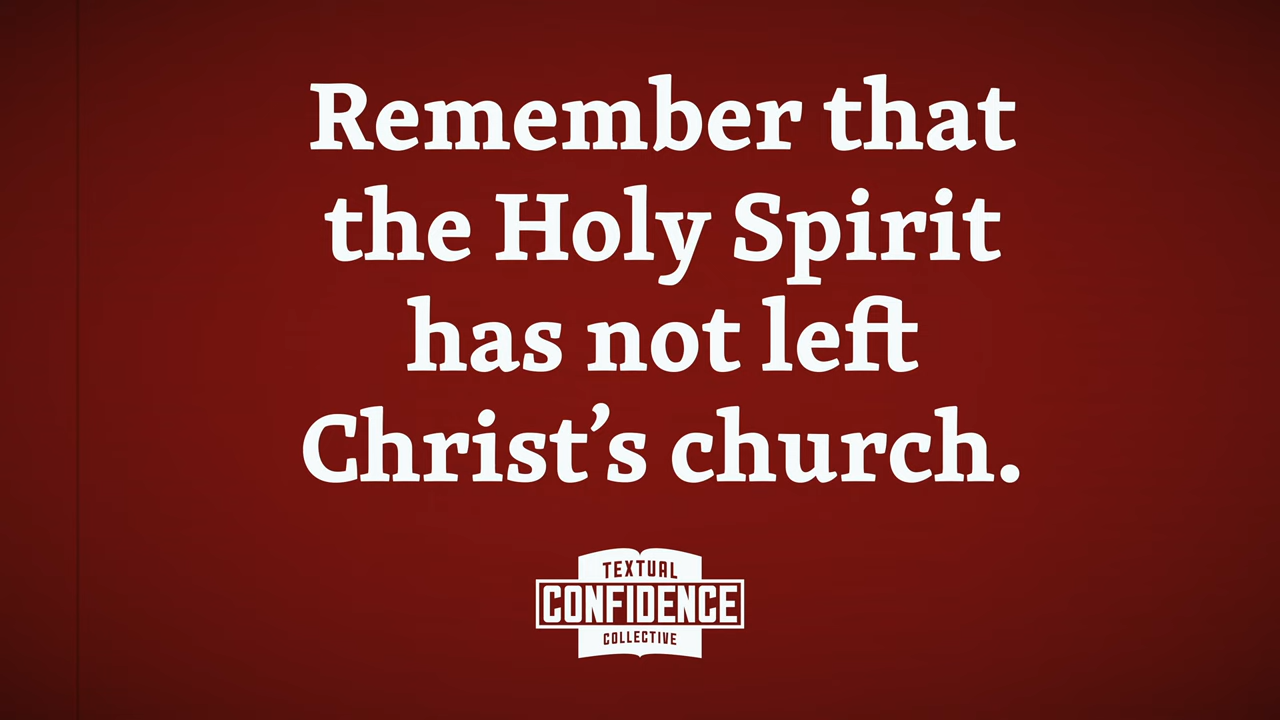 Remember that
the Holy Spirit
has not left
Christ’s church.
TEXTUAL
CONFIDENCE
COLLECTIVE